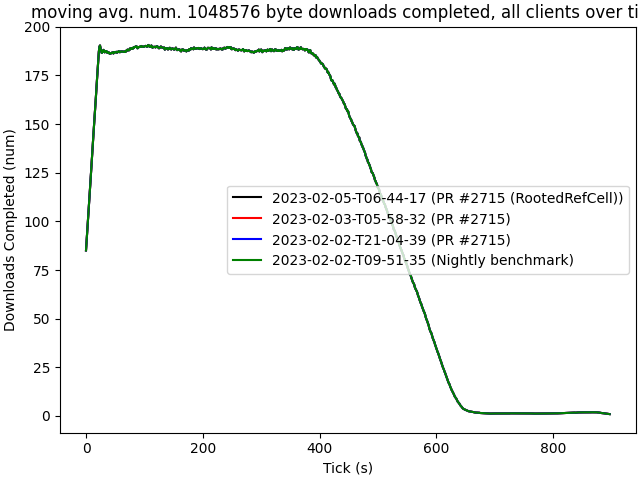 moving avg. num. 1048576 byte downloads completed, all clients over ti
200
175
150
125
100
75
50
25
0
Downloads Completed (num)
2023-02-05-T06-44-17 (PR #2715 (RootedRefCell))
2023-02-03-T05-58-32 (PR #2715)
2023-02-02-T21-04-39 (PR #2715)
2023-02-02-T09-51-35 (Nightly benchmark)
0 200 400 600 800
Tick (s)